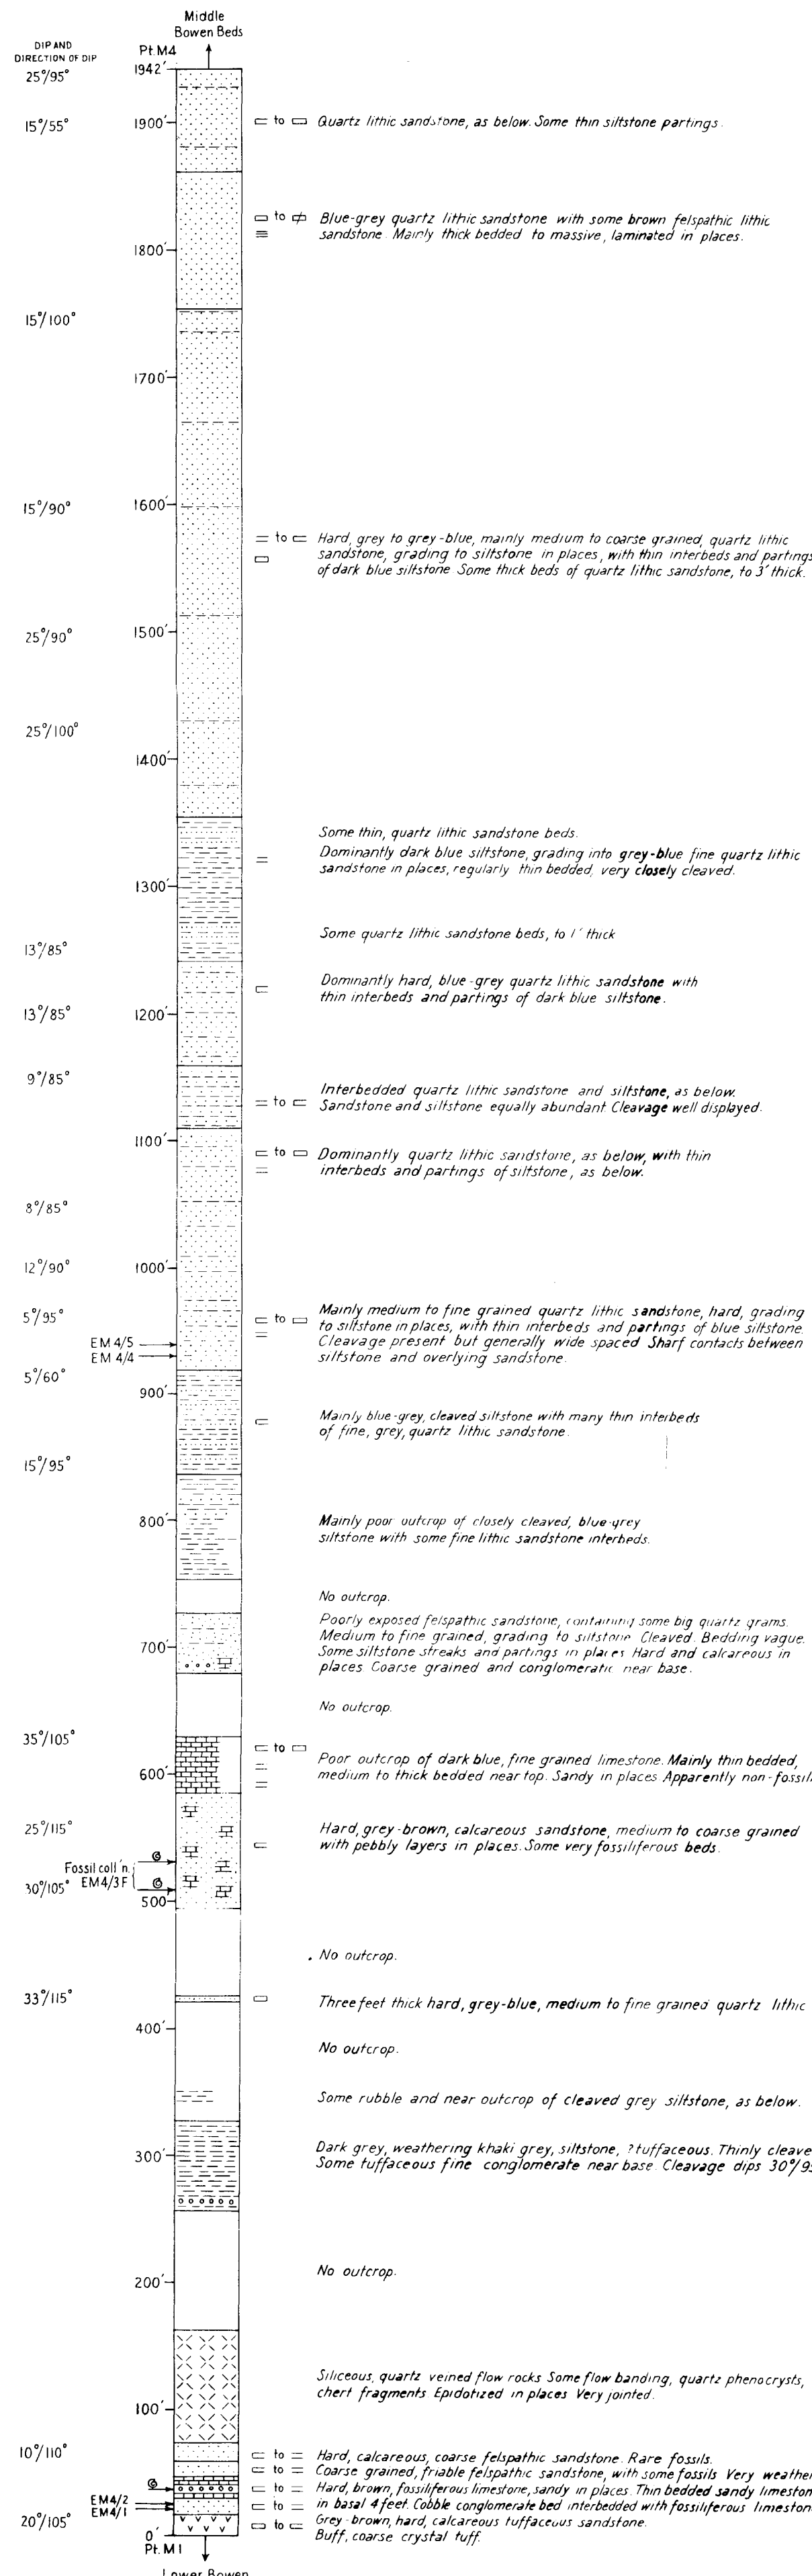 Middle
Bowen Beds
DIP AND
DIRECTION OF DIP
Pt. M4
1942'
25°/95°
15°/55°
1900'
to
Quartz lithic sandstone, as below. Some thin siltstone partings.
to
Blue-grey quartz lithic sandstone with some brown felspathic lithic
sandstone. Mainly thick bedded to massive, laminated in places.
1800'
15°/100°
1700'
15°/90°
1600'
to
Hard, grey to grey-blue, mainly medium to coarse grained, quartz lithic
sandstone, grading to siltstone in places, with thin interbeds and partings
of dark blue siltstone Some thick beds of quartz lithic sandstone, to 3' thick.
25°/90°
1500'
25°/100°
1400'
Some thin, quartz lithic sandstone beds.
Dominantly dark blue siltstone, grading into grey-blue fine quartz lithic
sandstone in places, regularly thin bedded, very closely cleaved.
1300'
Some quartz lithic sandstone beds, to 1' thick
13°/85°
Dominantly hard, blue-grey quartz lithic sandstone with
thin interbeds and partings of dark blue siltstone.
13°/85°
1200'
9°/85°
Interbedded quartz lithic sandstone and siltstone, as below.
to
Sandstone and siltstone equally abundant Cleavage well displayed.
1100'
to
Dominantly quartz lithic sandstone, as below, with thin
interbeds and partings of siltstone, as below.
8°/85°
12°/90°
1000'
5°/95°
to
Mainly medium to fine grained quartz lithic sandstone, hard, grading
to siltstone in places, with thin interbeds and partings of blue siltstone.
Cleavage present but generally wide spaced Sharf contacts between
siltstone and overlying sandstone.
EM 4/5
EM 4/4
5°/60°
900'
Mainly blue-grey, cleaved siltstone with many thin interbeds
of fine, grey, quartz lithic sandstone.
15°/95°
800'
Mainly poor outcrop of closely cleaved, blue-grey
siltstone with some fine lithic sandstone interbeds.
No outcrop.
Poorly exposed felspathic sandstone, containing some big quartz grams.
Medium to fine grained, grading to siltstone Cleaved. Bedding vague.
Some siltstone streaks and partings in places Hard and calcareous in
places Coarse grained and conglomeratic near base.
700'
No outcrop.
35°/105°
to
600'
Poor outcrop of dark blue, fine grained limestone. Mainly thin bedded,
medium to thick bedded near top. Sandy in places Apparently non-fossili
25°/115°
Hard, grey-brown, calcareous sandstone, medium to coarse grained
with pebbly layers in places. Some very fossiliferous beds.
Fossil coll'n.
EM4/3F
30°/105°
500
No outcrop.
33°/115°
Three feet thick hard, grey-blue, medium to fine grained quartz lithic
400'
No outcrop.
Some rubble and near outcrop of cleaved grey siltstone, as below.
300'
Dark grey, weathering khaki grey, siltstone, ? tuffaceous. Thinly cleave
Some tuffaceous fine conglomerate near base. Cleavage dips 30°/9
No outcrop.
200'
Siliceous, quartz veined flow rocks Some flow banding, quartz phenocrysts,
chert fragments Epidotized in places Very jointed.
100'
10°/110°
to
Hard, calcareous, coarse felspathic sandstone. Rare fossils.
to
Coarse grained, friable felspathic sandstone, with some fossils Very weather
to
Hard, brown, fossiliferous limestone, sandy in places. Thin bedded sandy limeston
EM4/2
EM4/1
to
in basal 4 feet. Cobble conglomerate bed interbedded with fossiliferous limeston
20°/105°
to
Grey-brown, hard, calcareous tuffaceous sandstone.
Buff, coarse crystal tuff.
0'
Pt. M1
Lower Bowen